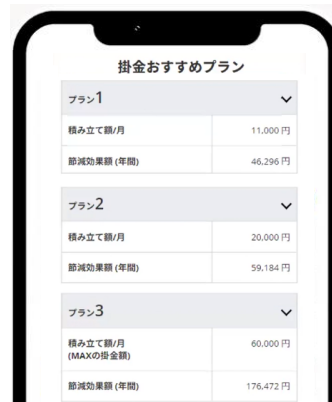 掛金おすすめプラン
プラン1
積み立て額/月 11,000 円
節減効果額 (年間) 46,296 円
プラン2
積み立て額/月 20,000 円
節減効果額 (年間) 59,184 円
プラン3
積み立て額/月 60,000 円
(MAXの掛金額)
節減効果額 (年間) 176,472 円